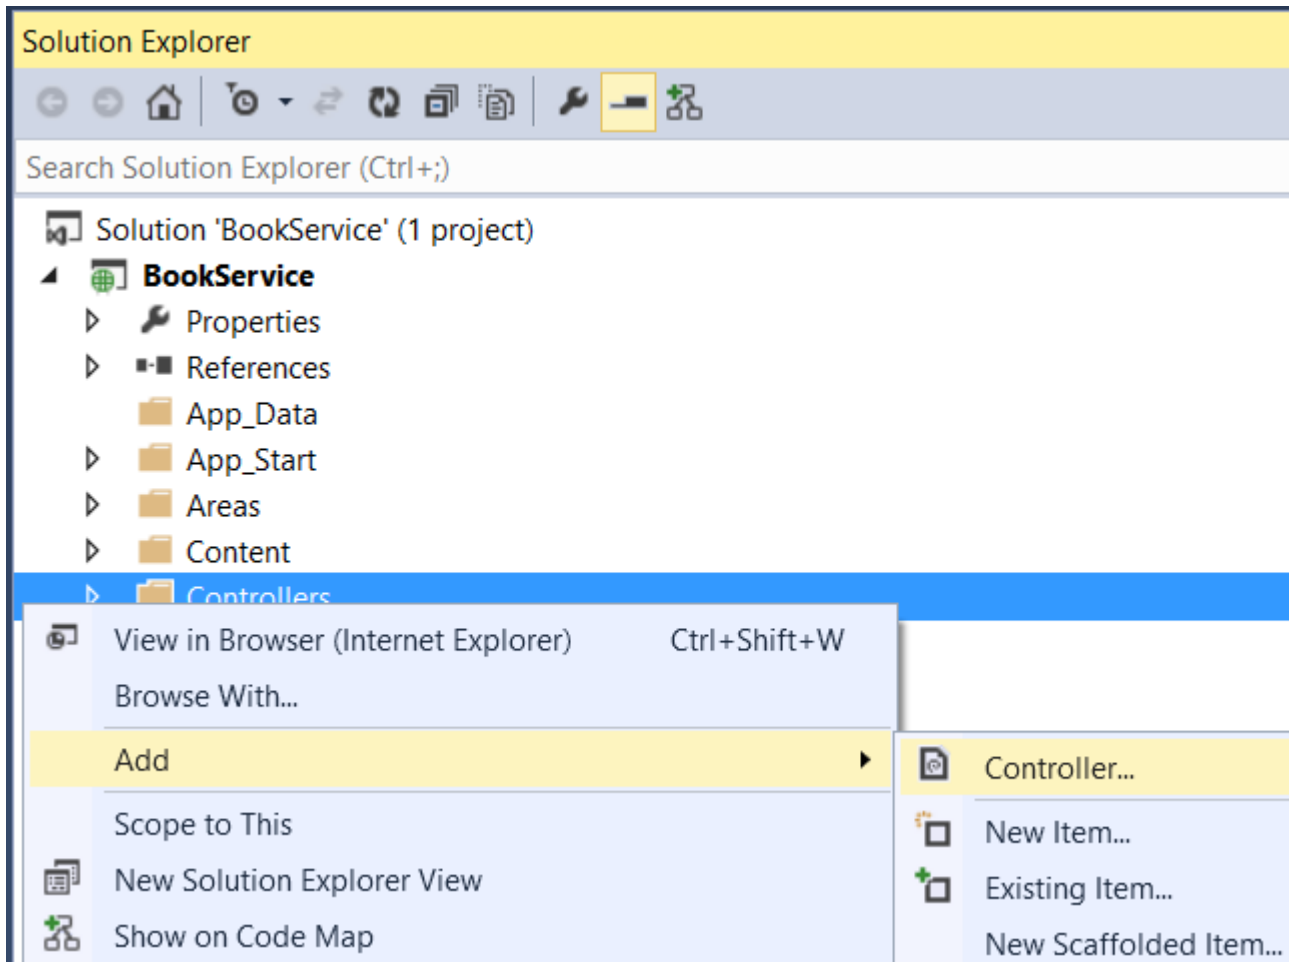 Solution Explorer
Search Solution Explorer (Ctrl+;)
Solution 'BookService' (1 project)
BookService
Properties
References
App_Data
App_Start
Areas
Content
Controllers
View in Browser (Internet Explorer) Ctrl+Shift+W
Browse With...
Add
Controller...
Scope to This
New Item...
New Solution Explorer View
Existing Item...
Show on Code Map
New Scaffolded Item...